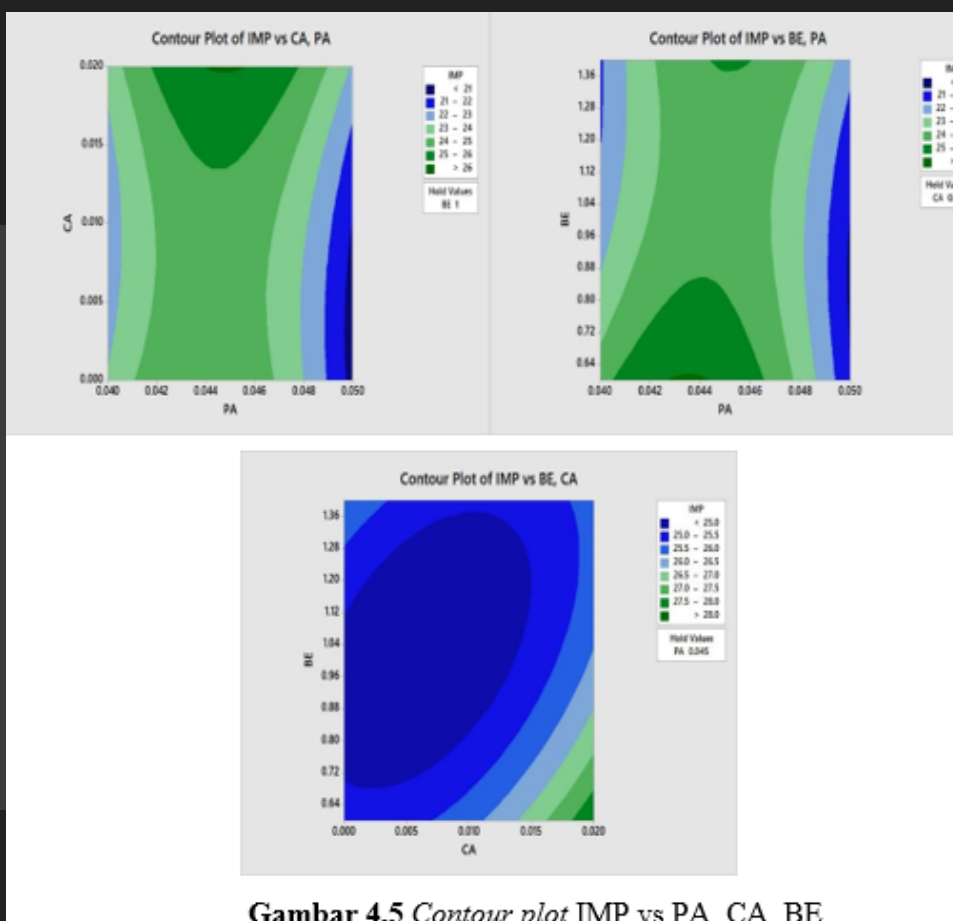 Contour Plot of IMP vs CA, PA
0.020
0.015
0.010
0.005
0.000
CA
0.040 0.042 0.044 0.046 0.048 0.050
PA
IMP
< 21
21 - 22
22 - 23
23 - 24
24 - 25
25 - 26
> 26
Hold Values
BE 1
Contour Plot of IMP vs BE, PA
1.36
1.28
1.20
1.12
1.04
0.96
0.88
0.80
0.72
0.64
BE
0.040 0.042 0.044 0.046 0.048 0.050
PA
<
21 -
22 -
23 -
24 -
25 -
>
Hold
CA
Contour Plot of IMP vs BE, CA
1.36
1.28
1.20
1.12
1.04
0.96
0.88
0.80
0.72
0.64
BE
0.000 0.005 0.010 0.015 0.020
CA
IMP
< 25.0
25.0 - 25.5
25.5 - 26.0
26.0 - 26.5
26.5 - 27.0
27.0 - 27.5
27.5 - 28.0
> 28.0
Hold Values
PA 0.045
Gambar 4.5 Contour plot IMP vs PA CA BE